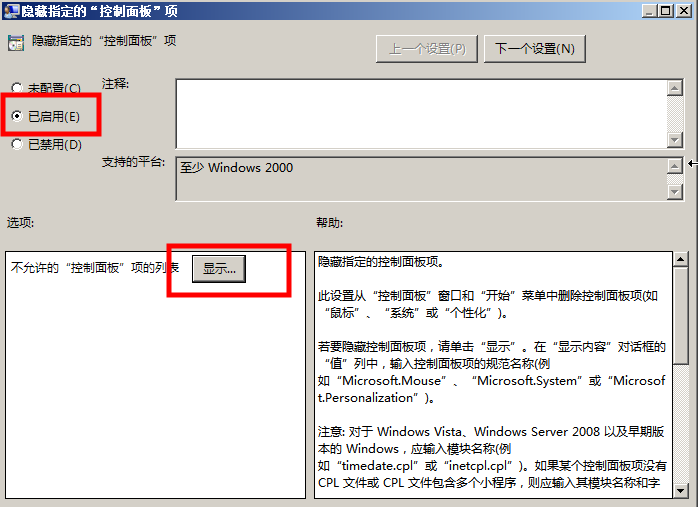 隐藏指定的“控制面板”项
隐藏指定的“控制面板”项
上一个设置(P)
下一个设置(N)
未配置(C)
注释:
已启用(E)
已禁用(D)
支持的平台:
至少 Windows 2000
选项:
帮助:
不允许的“控制面板”项的列表
显示...
隐藏指定的控制面板项。
此设置从“控制面板”窗口和“开始”菜单中删除控制面板项(如
“鼠标”、“系统”或“个性化”)。
若要隐藏控制面板项，请单击“显示”。在“显示内容”对话框的
“值”列中，输入控制面板项的规范名称(例
如“Microsoft.Mouse”、“Microsoft.System”或“Microsof
t.Personalization”)。
注意: 对于 Windows Vista、Windows Server 2008 以及早期版
本的 Windows，应输入模块名称(例
如“timedate.cpl”或“inetcpl.cpl”)。如果某个控制面板项没有
CPL 文件或 CPL 文件包含多个小程序，则应输入其模块名称和字